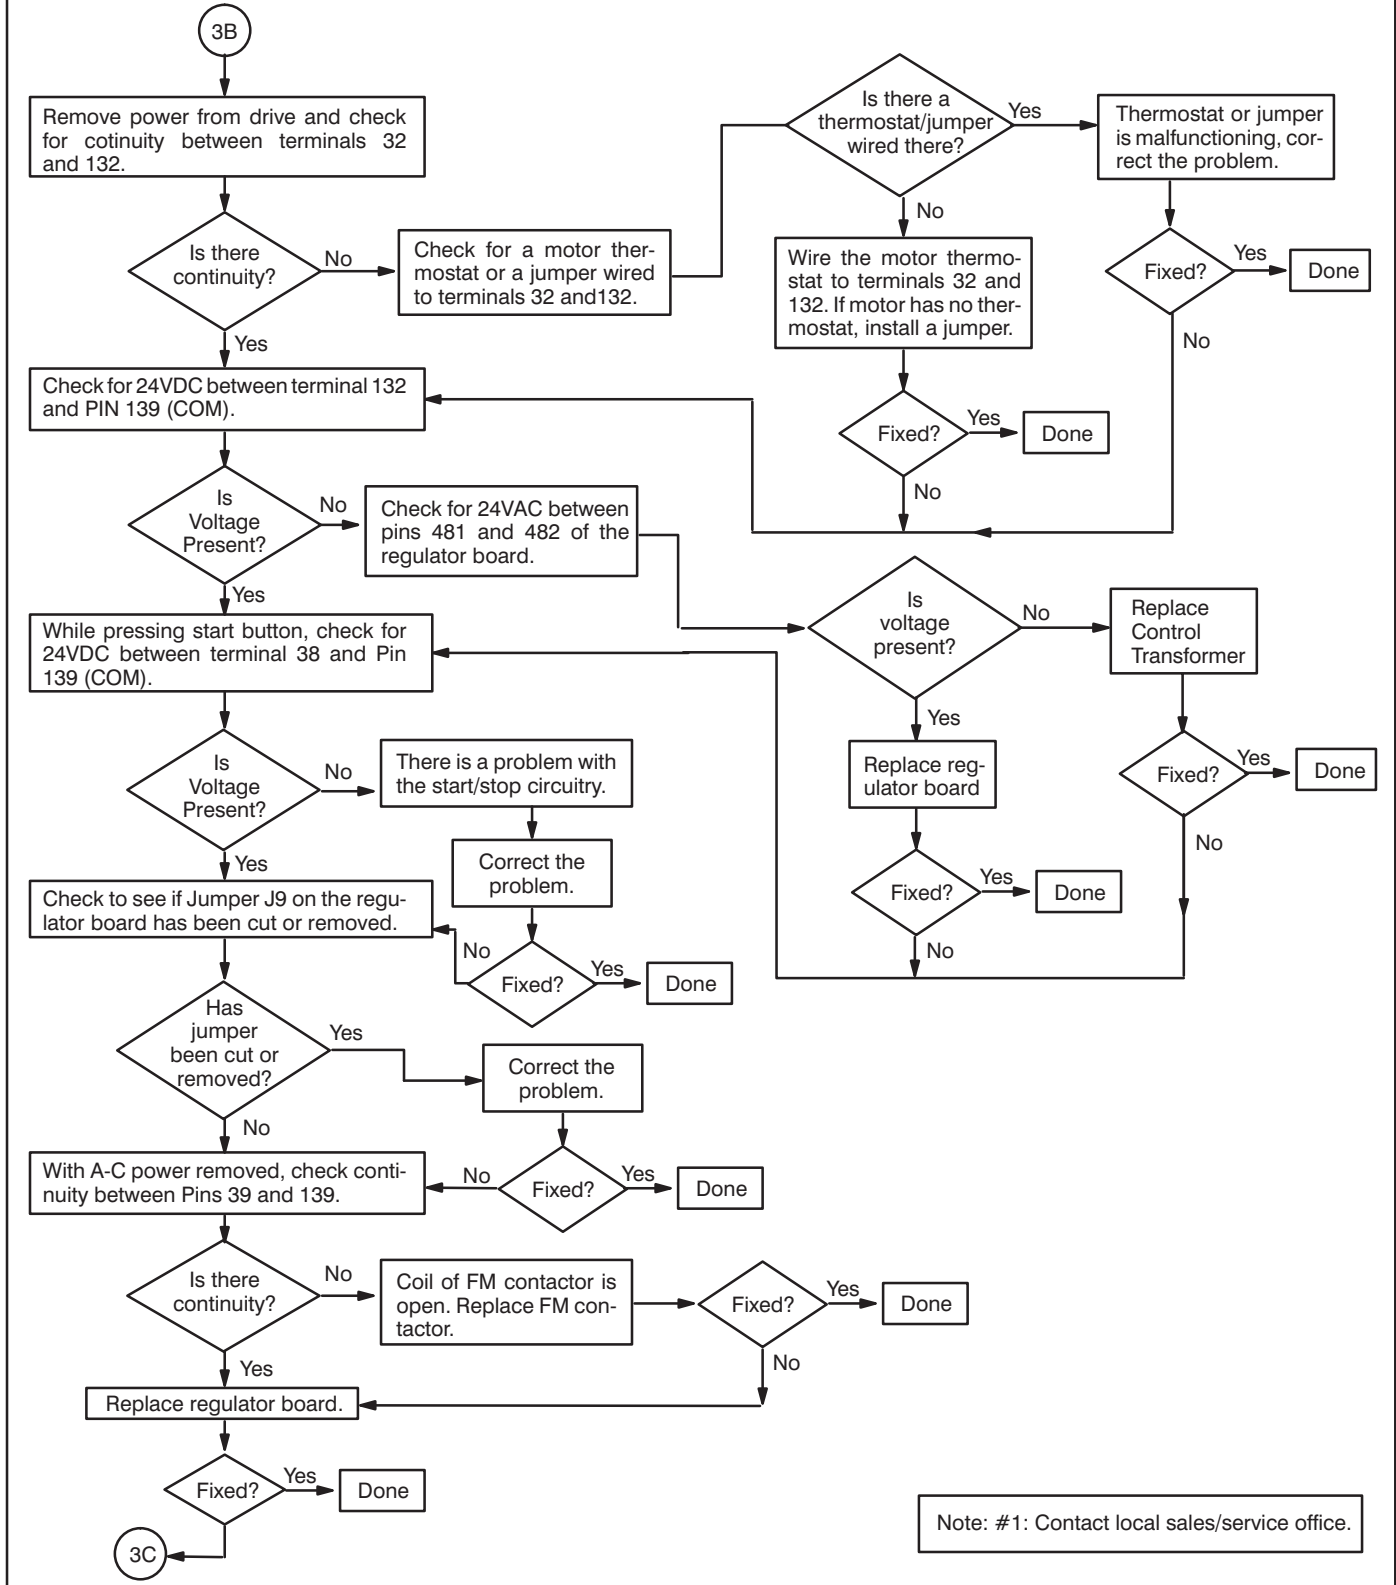 3B
Remove power from drive and check
for cotinuity between terminals 32
and 132.
Is there
continuity?
No
Check for a motor ther-
mostat or a jumper wired
to terminals 32 and132.
Is there a
thermostat/jumper
wired there?
Yes
Thermostat or jumper
is malfunctioning, cor-
rect the problem.
Fixed?
Yes
Done
No
No
Wire the motor thermo-
stat to terminals 32 and
132. If motor has no ther-
mostat, install a jumper.
Fixed?
Yes
Done
No
Yes
Check for 24VDC between terminal 132
and PIN 139 (COM).
Is
Voltage
Present?
No
Check for 24VAC between
pins 481 and 482 of the
regulator board.
Is
voltage
present?
No
Replace
Control
Transformer
Fixed?
Yes
Done
No
Yes
Replace reg-
ulator board
Fixed?
Yes
Done
No
Yes
While pressing start button, check for
24VDC between terminal 38 and Pin
139 (COM).
Is
Voltage
Present?
No
There is a problem with
the start/stop circuitry.
Correct the
problem.
Fixed?
Yes
Done
No
Yes
Check to see if Jumper J9 on the regu-
lator board has been cut or removed.
Has
jumper
been cut or
removed?
Yes
Correct the
problem.
Fixed?
Yes
Done
No
No
With A-C power removed, check conti-
nuity between Pins 39 and 139.
Is there
continuity?
No
Coil of FM contactor is
open. Replace FM con-
tactor.
Fixed?
Yes
Done
No
Yes
Replace regulator board.
Fixed?
Yes
Done
3C
Note: #1: Contact local sales/service office.